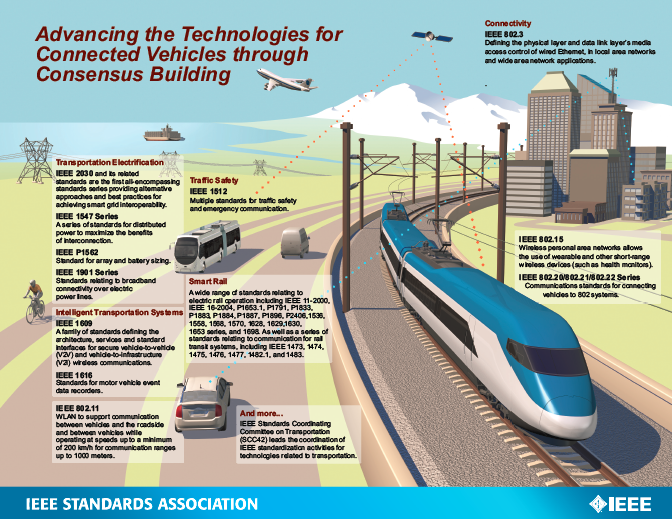 Advancing the Technologies for
Connected Vehicles through
Consensus Building
Connectivity
IEEE 802.3
Defining the physical layer and data link layer's media
access control of wired Ethernet, in local area networks
and wide area network applications.
Transportation Electrification
IEEE 2030 and its related
standards are the first all-encompassing
standards series providing alternative
approaches and best practices for
achieving smart grid interoperability.
IEEE 1547 Series
A series of standards for distributed
power to maximize the benefits
of interconnection.
IEEE P1562
Standard for array and battery sizing.
IEEE 1901 Series
Standards relating to broadband
connectivity over electric
power lines.
Traffic Safety
IEEE 1512
Multiple standards for traffic safety
and emergency communication.
IEEE 802.15
Wireless personal area networks allows
the use of wearable and other short-range
wireless devices (such as health monitors).
IEEE 802.20/802.21/802.22 Series
Communications standards for connecting
vehicles to 802 systems.
Smart Rail
A wide range of standards relating to
electric rail operation including IEEE 11-2000,
IEEE 16-2004, P1653.1, P1791, P1833,
P1883, P1884, P1887, P1896, P2406,1536,
1558, 1568, 1570, 1628, 1629,1630,
1653 series, and 1698. As well as a series of
standards relating to communication for rail
transit systems, including IEEE 1473, 1474,
1475, 1476, 1477, 1482.1, and 1483.
Intelligent Transportation Systems
IEEE 1609
A family of standards defining the
architecture, services and standard
interfaces for secure vehicle-to-vehicle
(V2V) and vehicle-to-infrastructure
(V2I) wireless communications.
IEEE 1616
Standards for motor vehicle event
data recorders.
IEEE 802.11
WLAN to support communication
between vehicles and the roadside
and between vehicles while
operating at speeds up to a minimum
of 200 km/h for communication ranges
up to 1000 meters.
And more...
IEEE Standards Coordinating
Committee on Transportation
(SCC42) leads the coordination of
IEEE standardization activities for
technologies related to transportation.
IEEE STANDARDS ASSOCIATION
IEEE